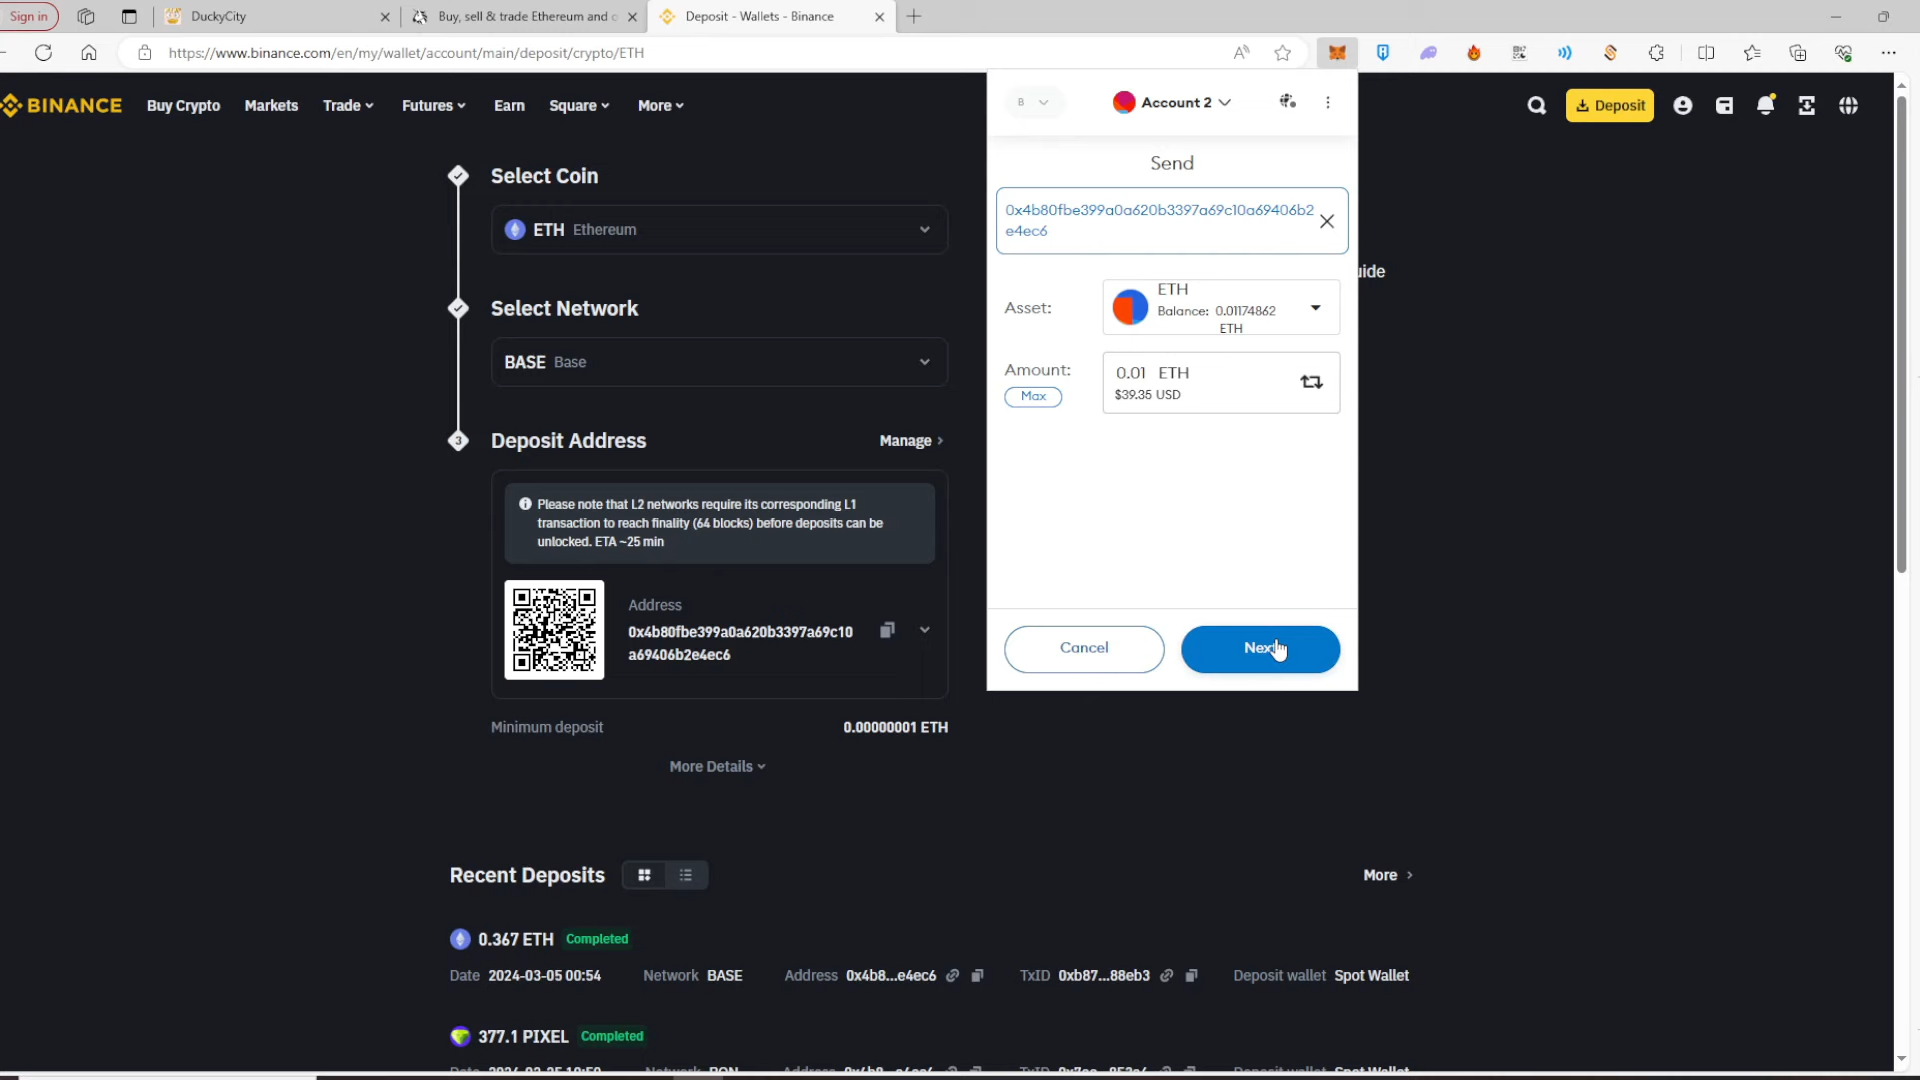 Sign in
DuckyCity
Buy, sell & trade Ethereum and o
Deposit - Wallets - Binance
https://www.binance.com/en/my/wallet/account/main/deposit/crypto/ETH
BINANCE
Buy Crypto
Markets
Trade
Futures
Earn
Square
More
Deposit
B
Account 2
Select Coin
ETH Ethereum
Select Network
BASE Base
3
Deposit Address
Manage
Please note that L2 networks require its corresponding L1
transaction to reach finality (64 blocks) before deposits can be
unlocked. ETA ~25 min
Address
0x4b80fbe399a0a620b3397a69c10
a69406b2e4ec6
Minimum deposit
0.00000001 ETH
More Details
Send
0x4b80fbe399a0a620b3397a69c10a69406b2
e4ec6
Asset:
ETH
Balance: 0.01174862
ETH
Amount:
Max
0.01 ETH
$39.35 USD
Cancel
Next
uide
Recent Deposits
More
0.367 ETH Completed
Date 2024-03-05 00:54 Network BASE Address 0x4b8...e4ec6 TxID 0xb87...88eb3 Deposit wallet Spot Wallet
377.1 PIXEL Completed